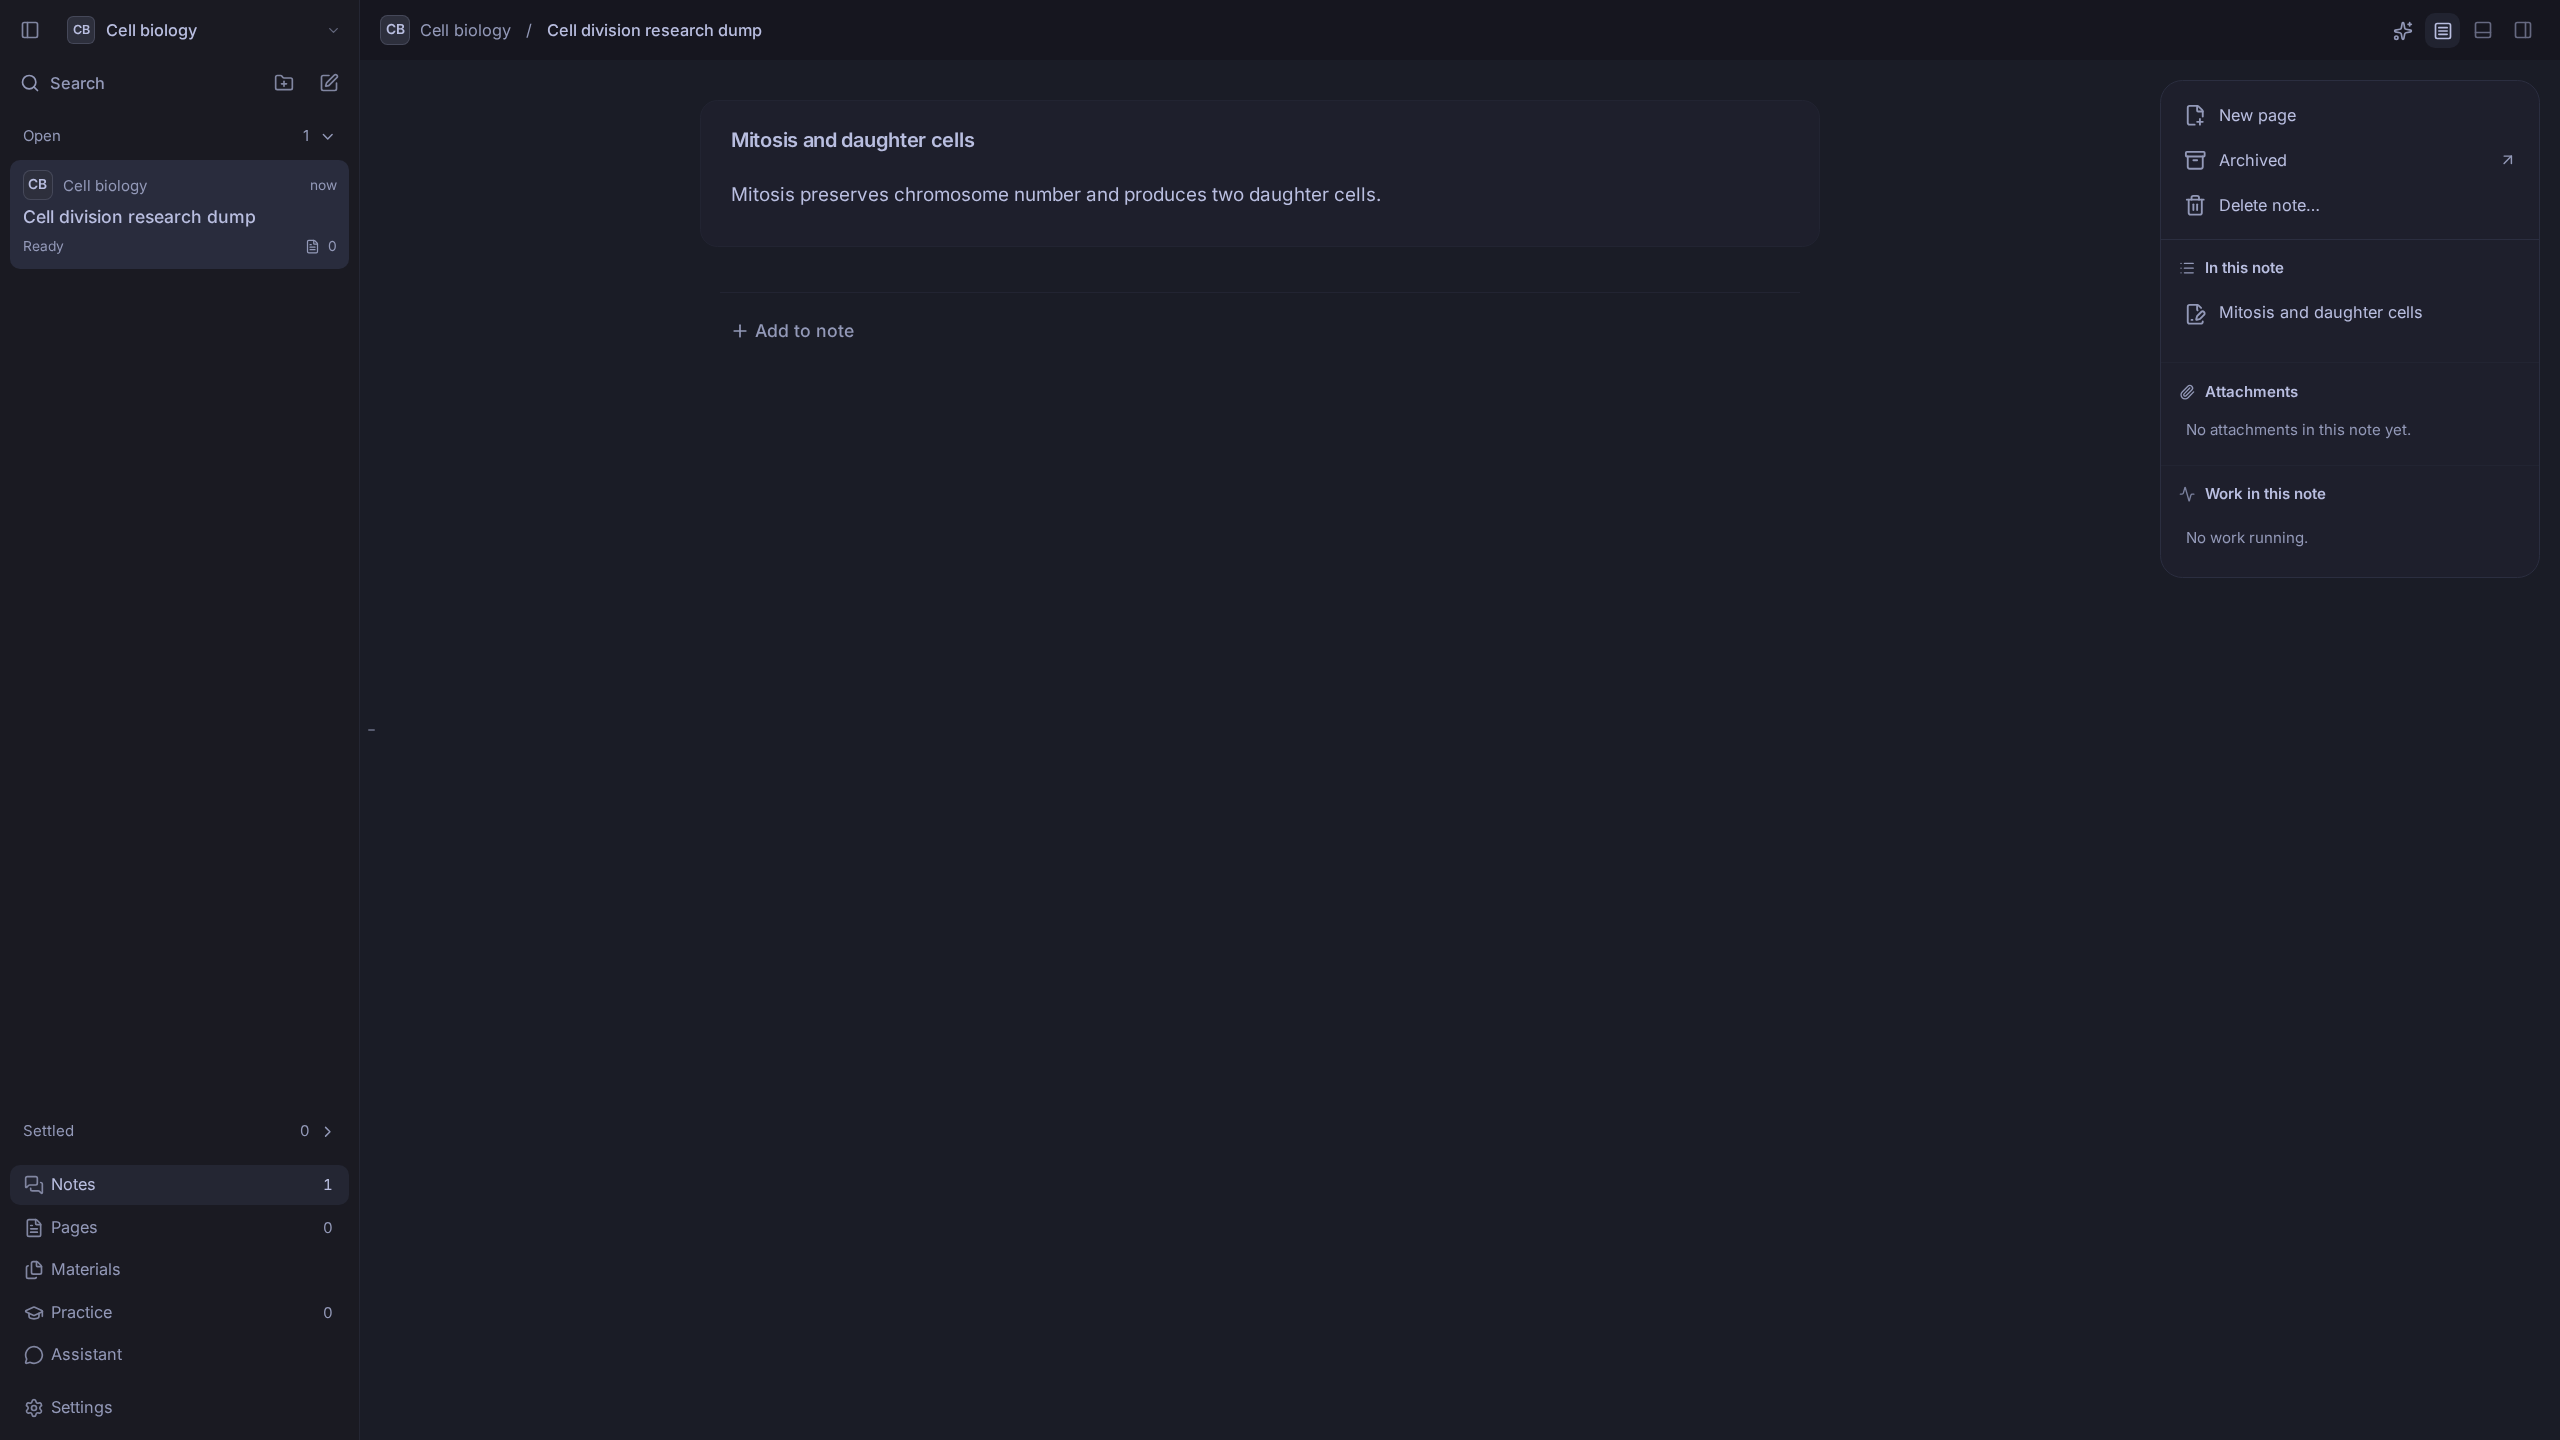 CB Cell biology
Search
Open 1
CB Cell biology now
Cell division research dump
Ready 0
Settled 0
Notes 1
Pages 0
Materials
Practice 0
Assistant
Settings
CB Cell biology / Cell division research dump
Mitosis and daughter cells
Mitosis preserves chromosome number and produces two daughter cells.
+ Add to note
New page
Archived
Delete note...
In this note
Mitosis and daughter cells
Attachments
No attachments in this note yet.
Work in this note
No work running.